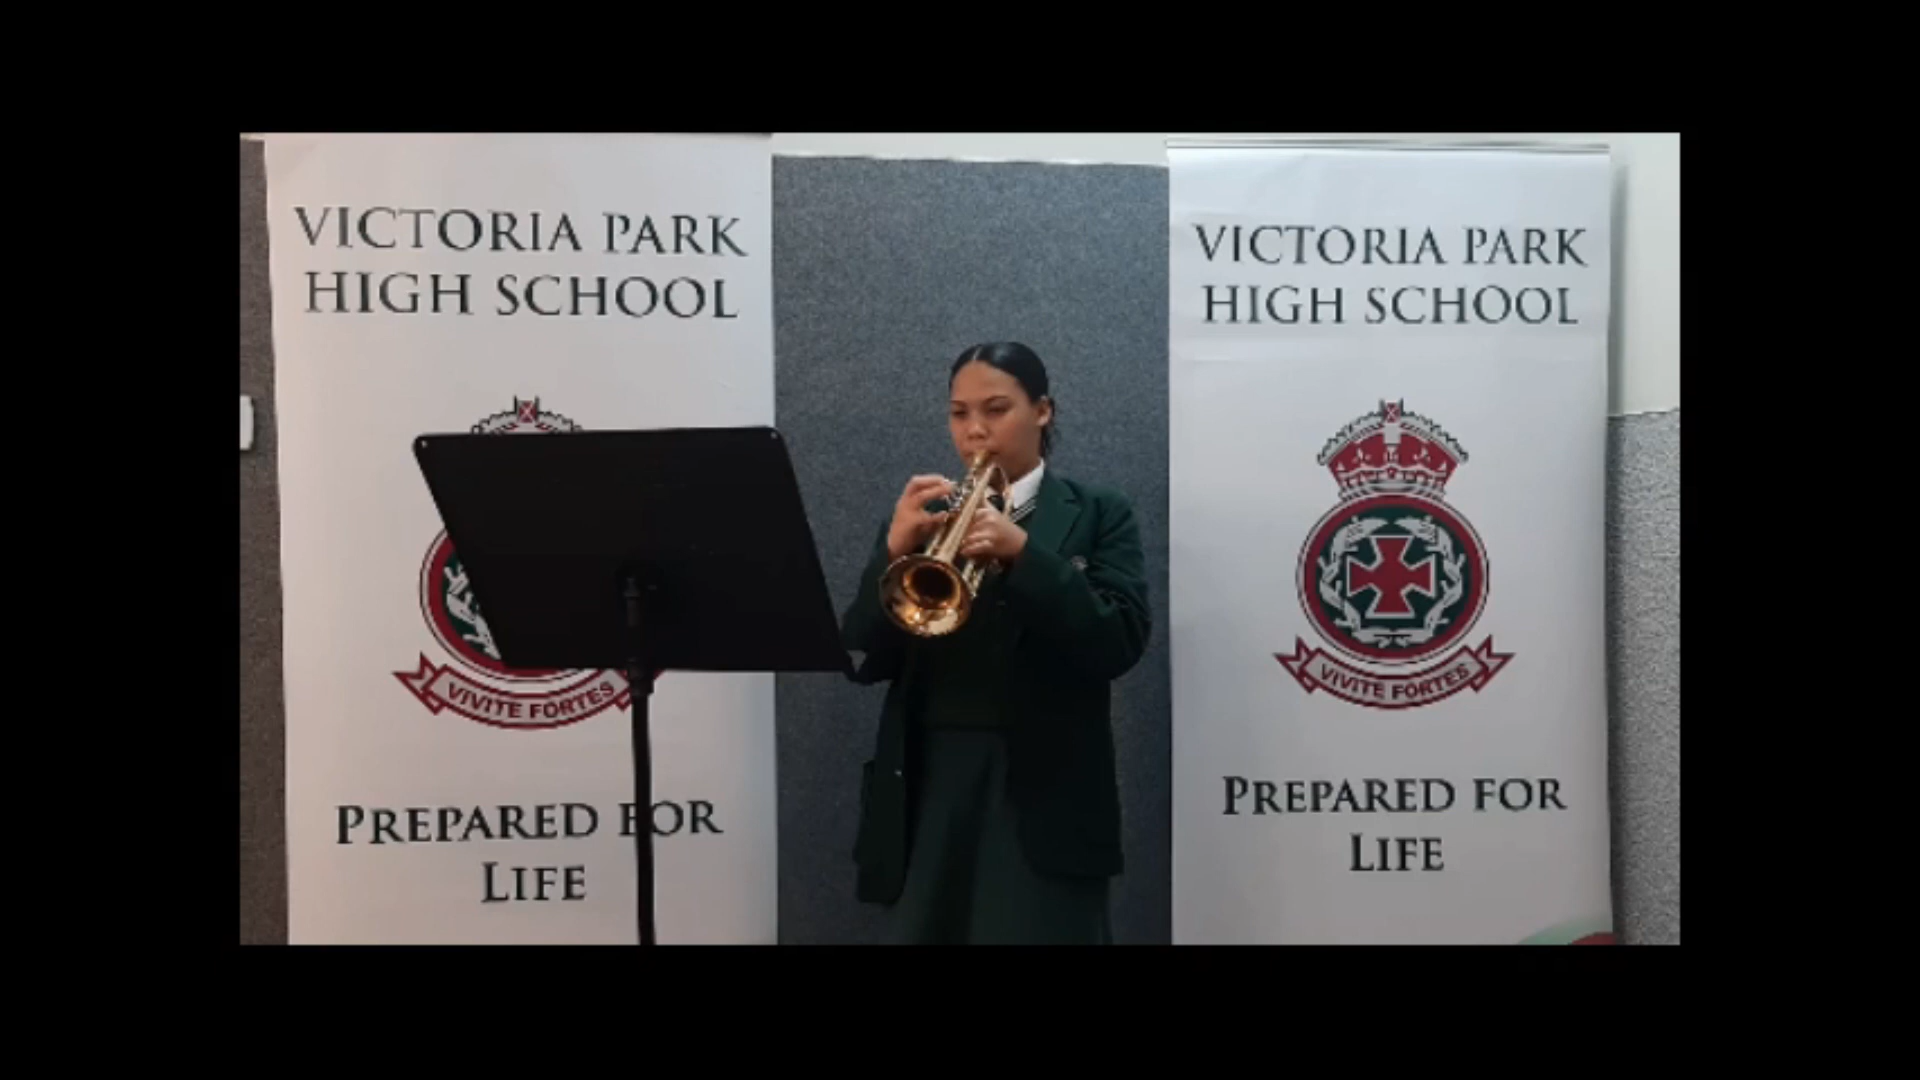 VICTORIA PARK
HIGH SCHOOL
VIVITE FORTES
PREPARED FOR
LIFE
VICTORIA PARK
HIGH SCHOOL
VIVITE FORTES
PREPARED FOR
LIFE